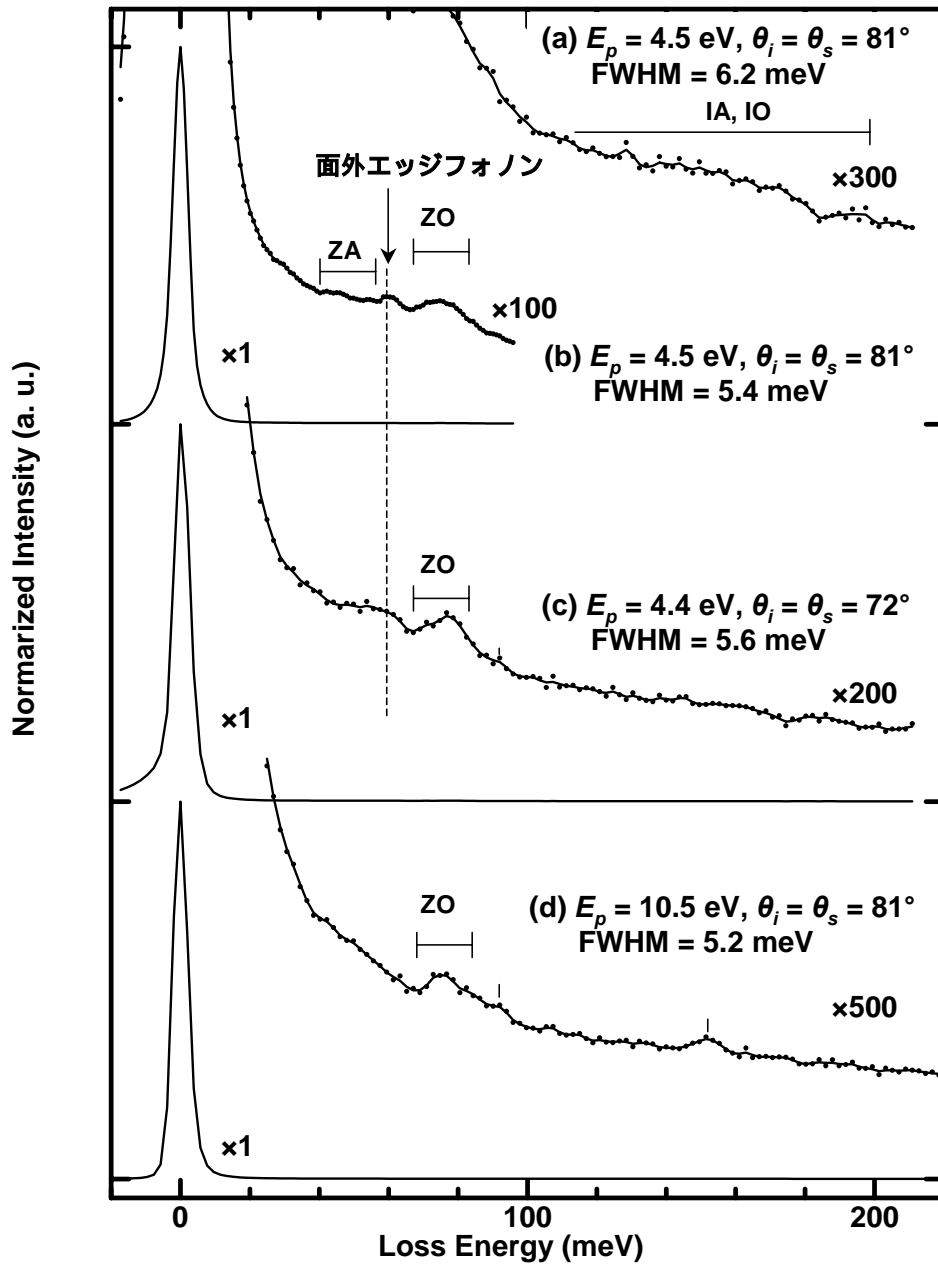 (a) E_p = 4.5 eV, θ_i = θ_s = 81°
FWHM = 6.2 meV
IA, IO
×300
面外エッジフォノン
ZO
ZA
×100
×1
(b) E_p = 4.5 eV, θ_i = θ_s = 81°
FWHM = 5.4 meV
ZO
(c) E_p = 4.4 eV, θ_i = θ_s = 72°
FWHM = 5.6 meV
×200
×1
ZO
(d) E_p = 10.5 eV, θ_i = θ_s = 81°
FWHM = 5.2 meV
×500
×1
Normarized Intensity (a. u.)
0 100 200
Loss Energy (meV)